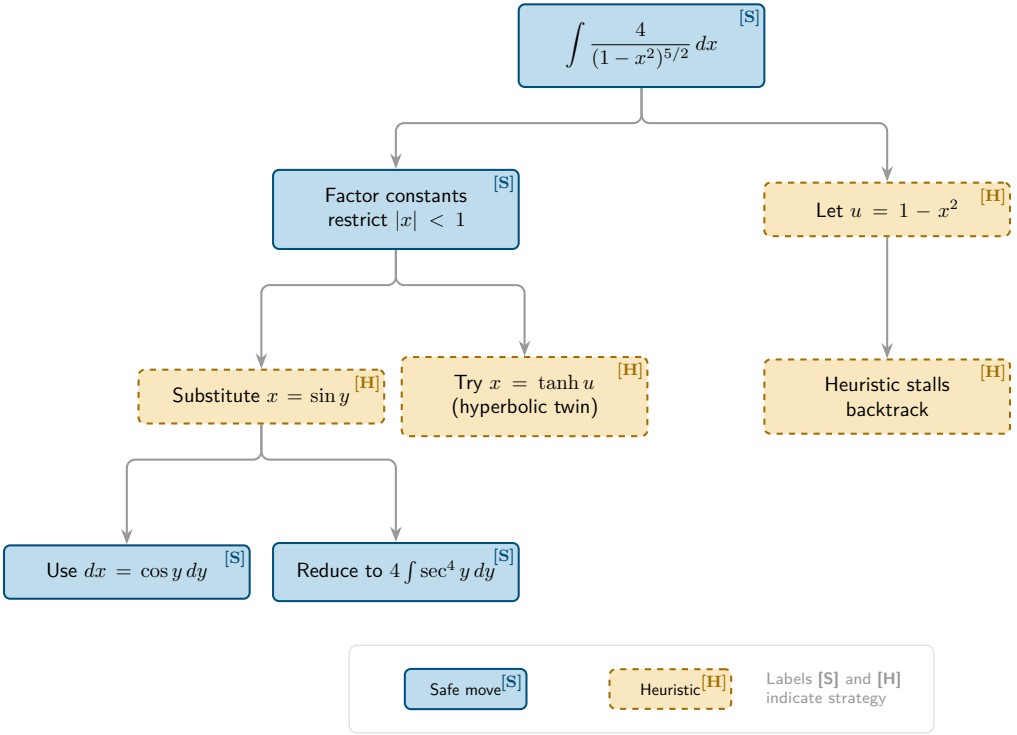 [S]
∫ 4/(1 − x²)^{5/2} dx
[S]
Factor constants
restrict |x| < 1
[H]
Let u = 1 − x²
[H]
Substitute x = sin y
[H]
Try x = tanh u
(hyperbolic twin)
[H]
Heuristic stalls
backtrack
[S]
Use dx = cos y dy
[S]
Reduce to 4 ∫ sec⁴ y dy
Safe move [S]
Heuristic [H]
Labels [S] and [H]
indicate strategy